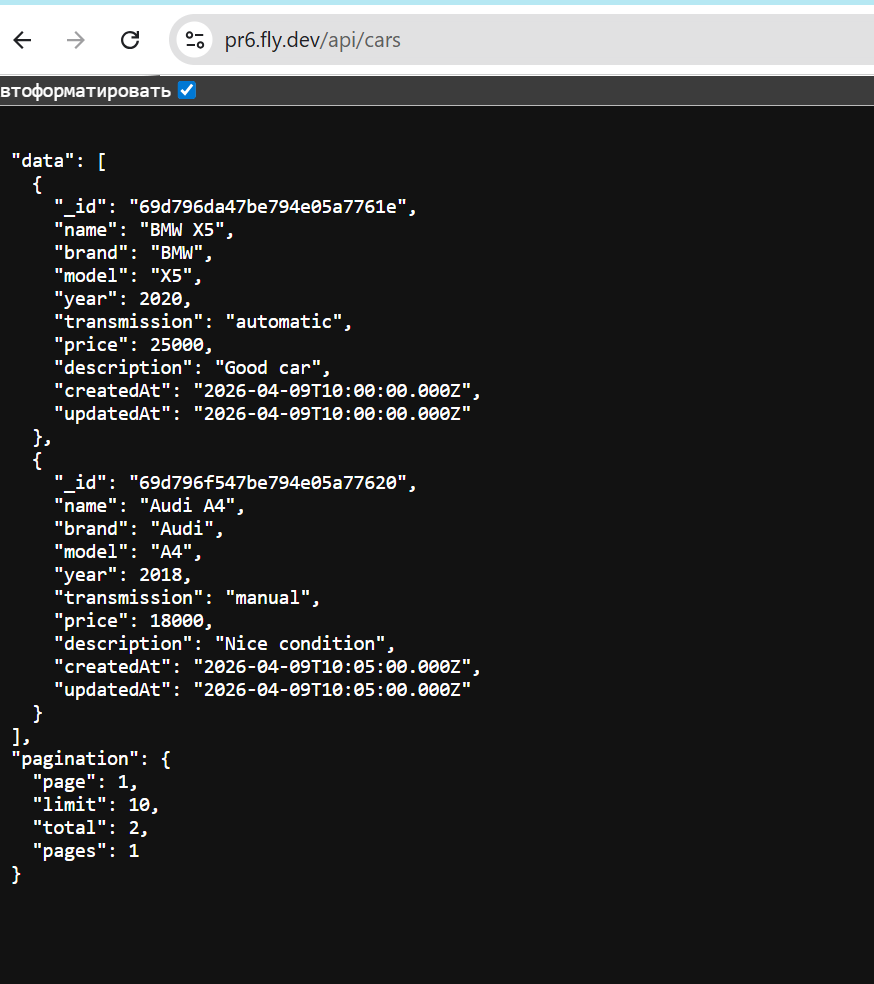 pr6.fly.dev/api/cars
втоформатировать
"data": [
{
"_id": "69d796da47be794e05a7761e",
"name": "BMW X5",
"brand": "BMW",
"model": "X5",
"year": 2020,
"transmission": "automatic",
"price": 25000,
"description": "Good car",
"createdAt": "2026-04-09T10:00:00.000Z",
"updatedAt": "2026-04-09T10:00:00.000Z"
},
{
"_id": "69d796f547be794e05a77620",
"name": "Audi A4",
"brand": "Audi",
"model": "A4",
"year": 2018,
"transmission": "manual",
"price": 18000,
"description": "Nice condition",
"createdAt": "2026-04-09T10:05:00.000Z",
"updatedAt": "2026-04-09T10:05:00.000Z"
}
],
"pagination": {
"page": 1,
"limit": 10,
"total": 2,
"pages": 1
}